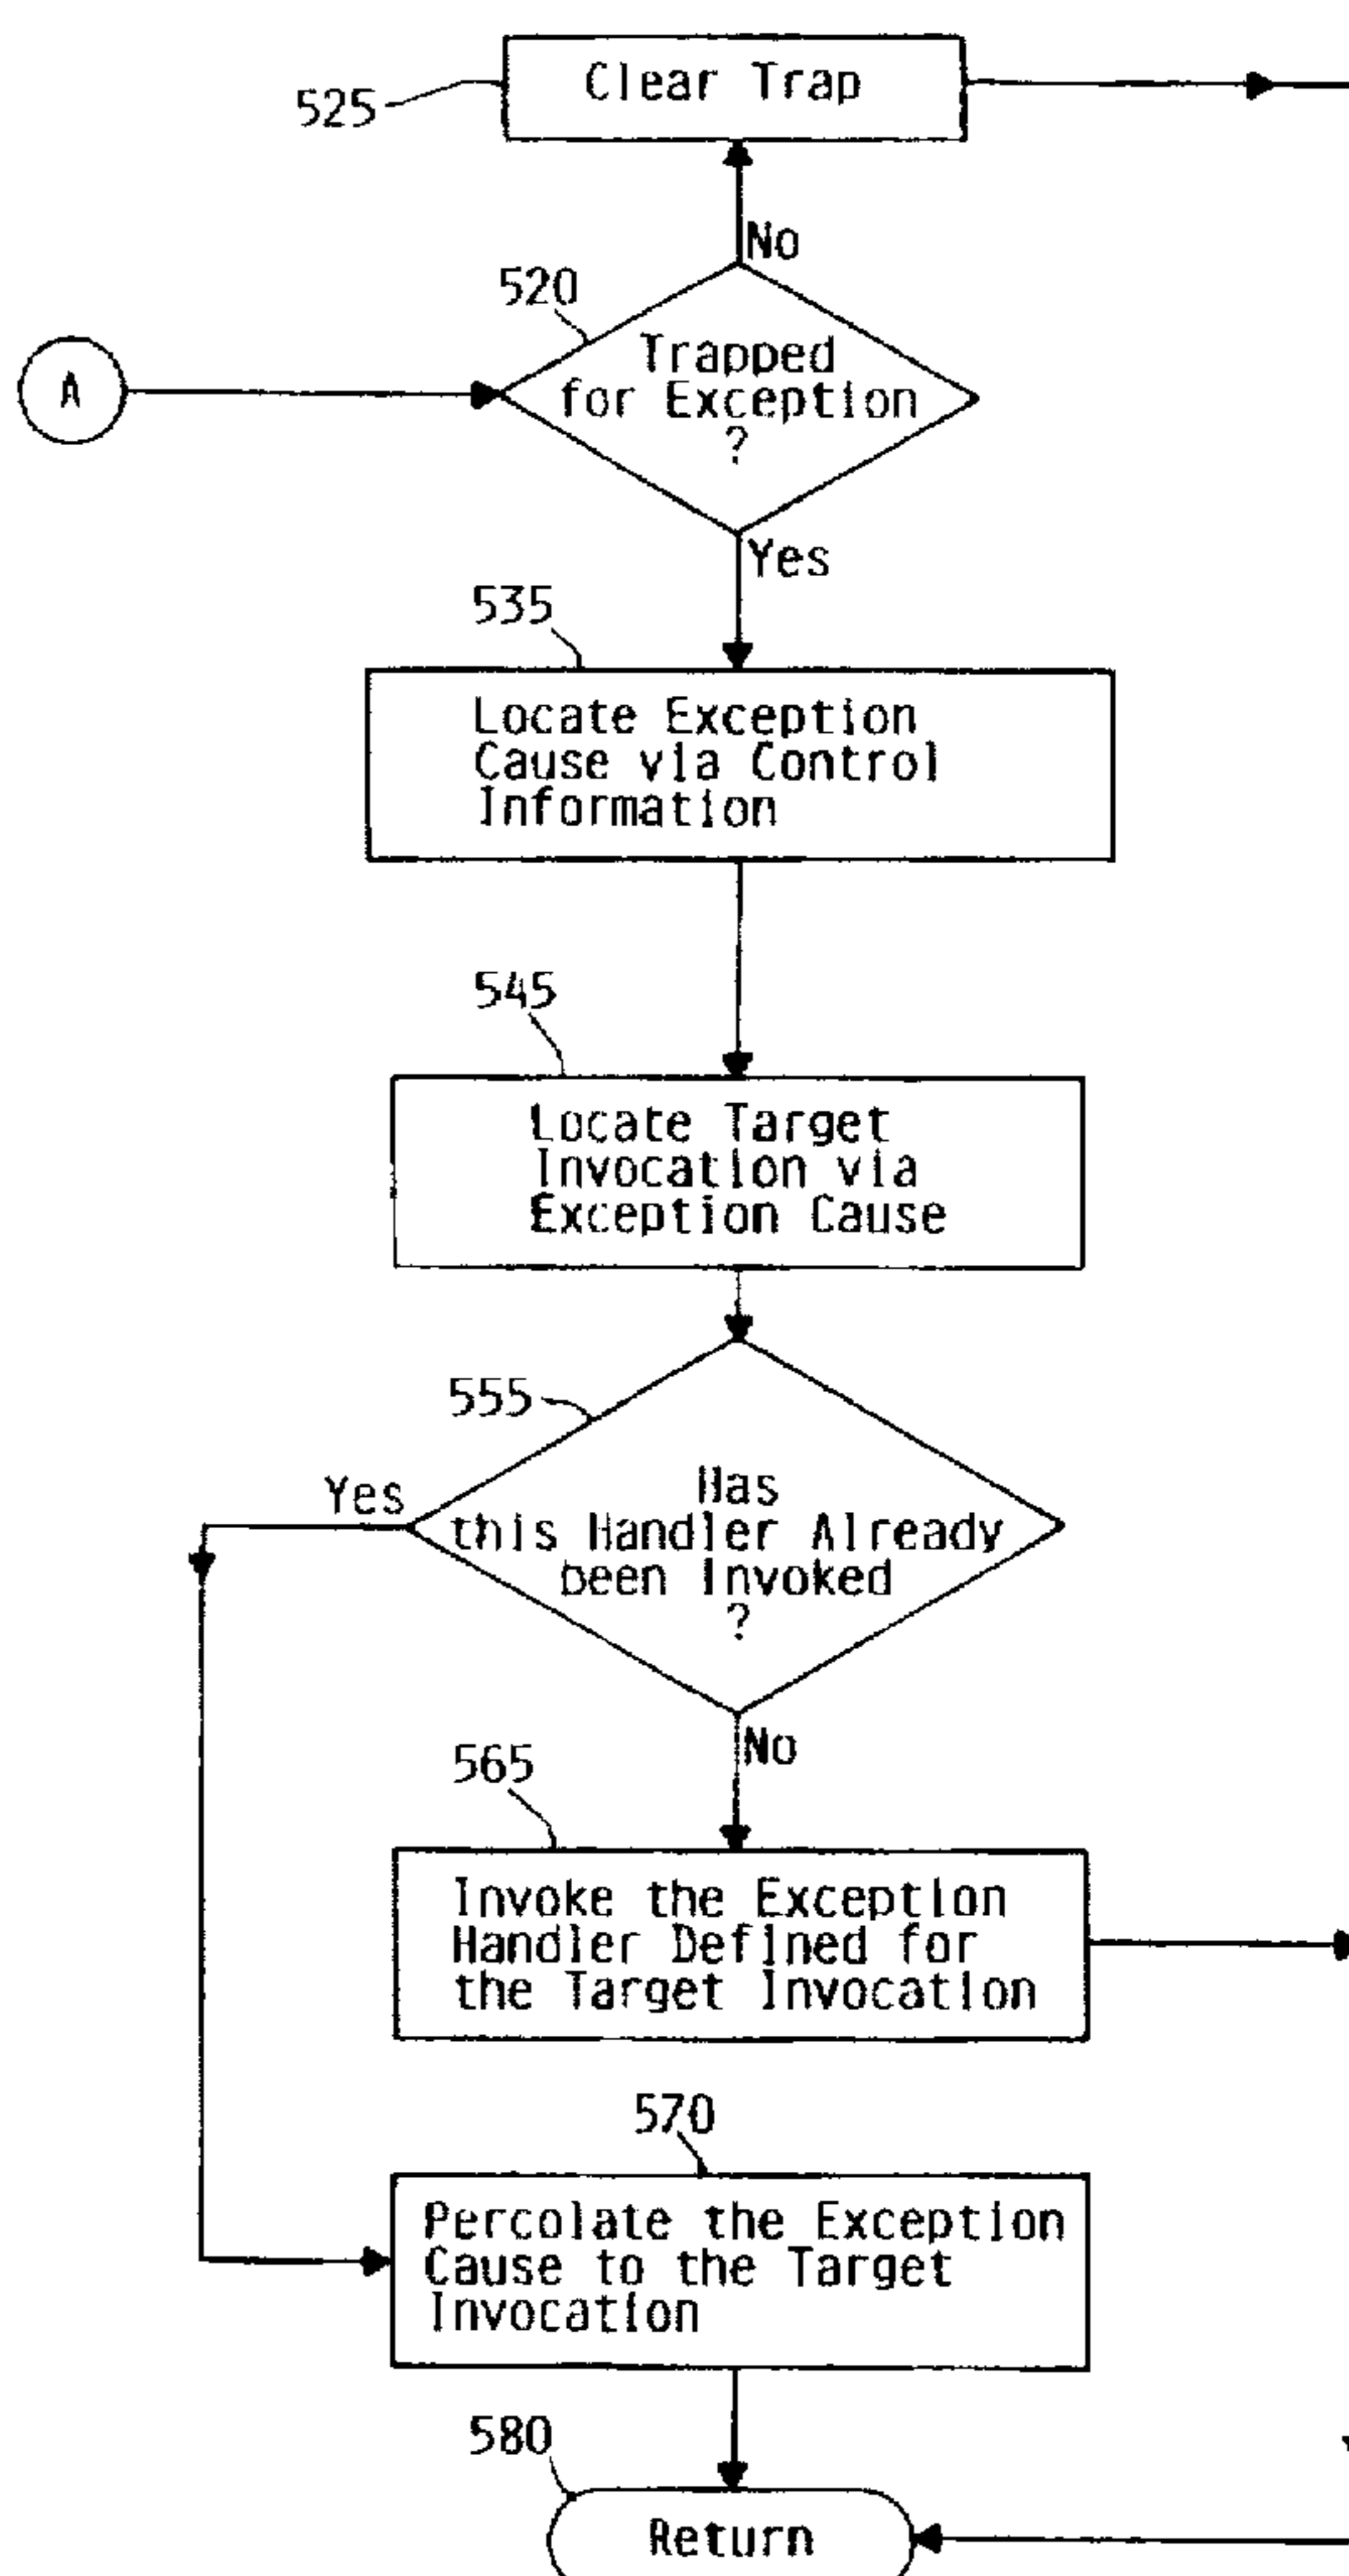 Clear Trap
525
No
520
A
Trapped
for Exception
?
Yes
535
Locate Exception
Cause via Control
Information
545
Locate Target
Invocation via
Exception Cause
555
Yes
Has
this Handler Already
been Invoked
?
No
565
Invoke the Exception
Handler Defined for
the Target Invocation
570
Percolate the Exception
Cause to the Target
Invocation
580
Return